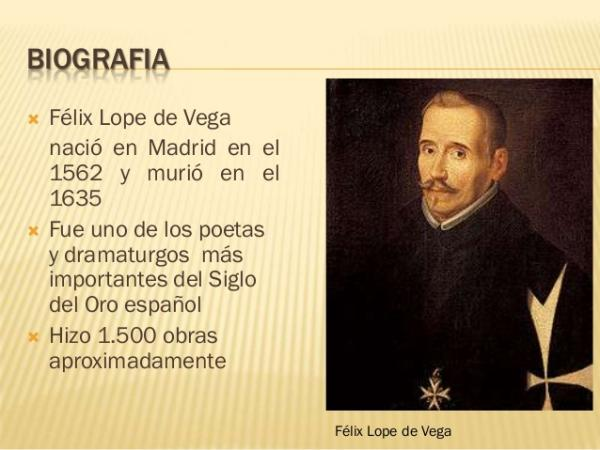 BIOGRAFIA
× Félix Lope de Vega
nació en Madrid en el
1562 y murió en el
1635
× Fue uno de los poetas
y dramaturgos más
importantes del Siglo
del Oro español
× Hizo 1.500 obras
aproximadamente
Félix Lope de Vega